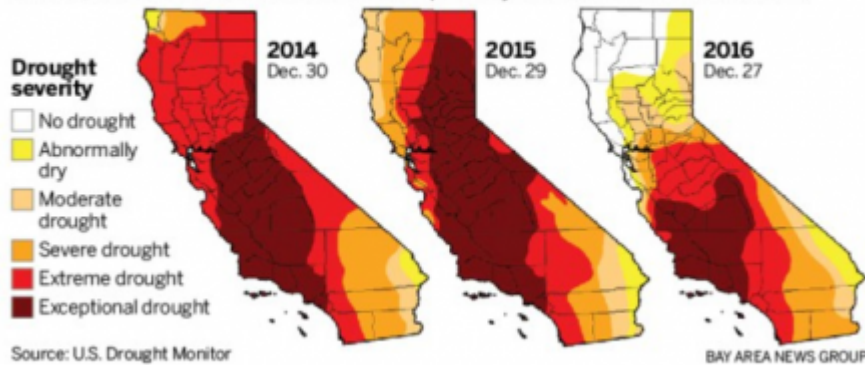 Drought
severity
No drought
Abnormally
dry
Moderate
drought
Severe drought
Extreme drought
Exceptional drought
2014
Dec. 30
2015
Dec. 29
2016
Dec. 27
Source: U.S. Drought Monitor
BAY AREA NEWS GROUP